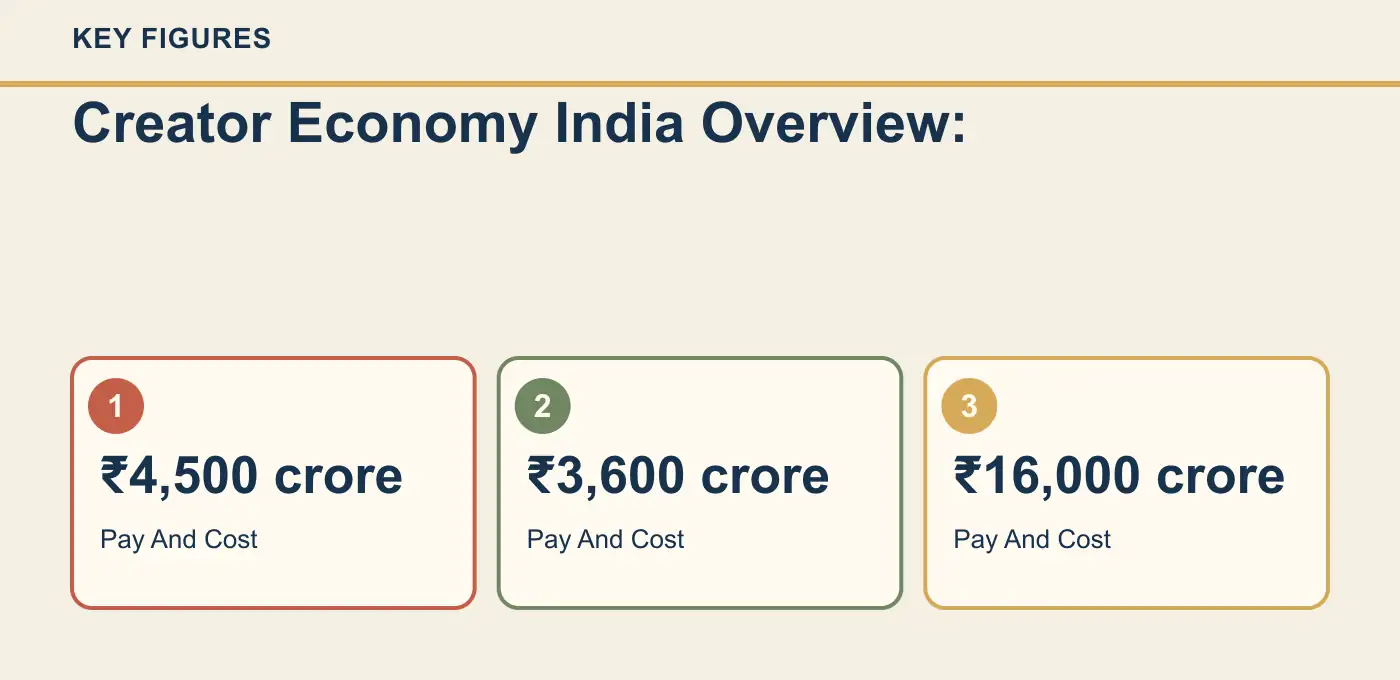 KEY FIGURES
Creator Economy India Overview:
1
₹4,500 crore
Pay And Cost
2
₹3,600 crore
Pay And Cost
3
₹16,000 crore
Pay And Cost